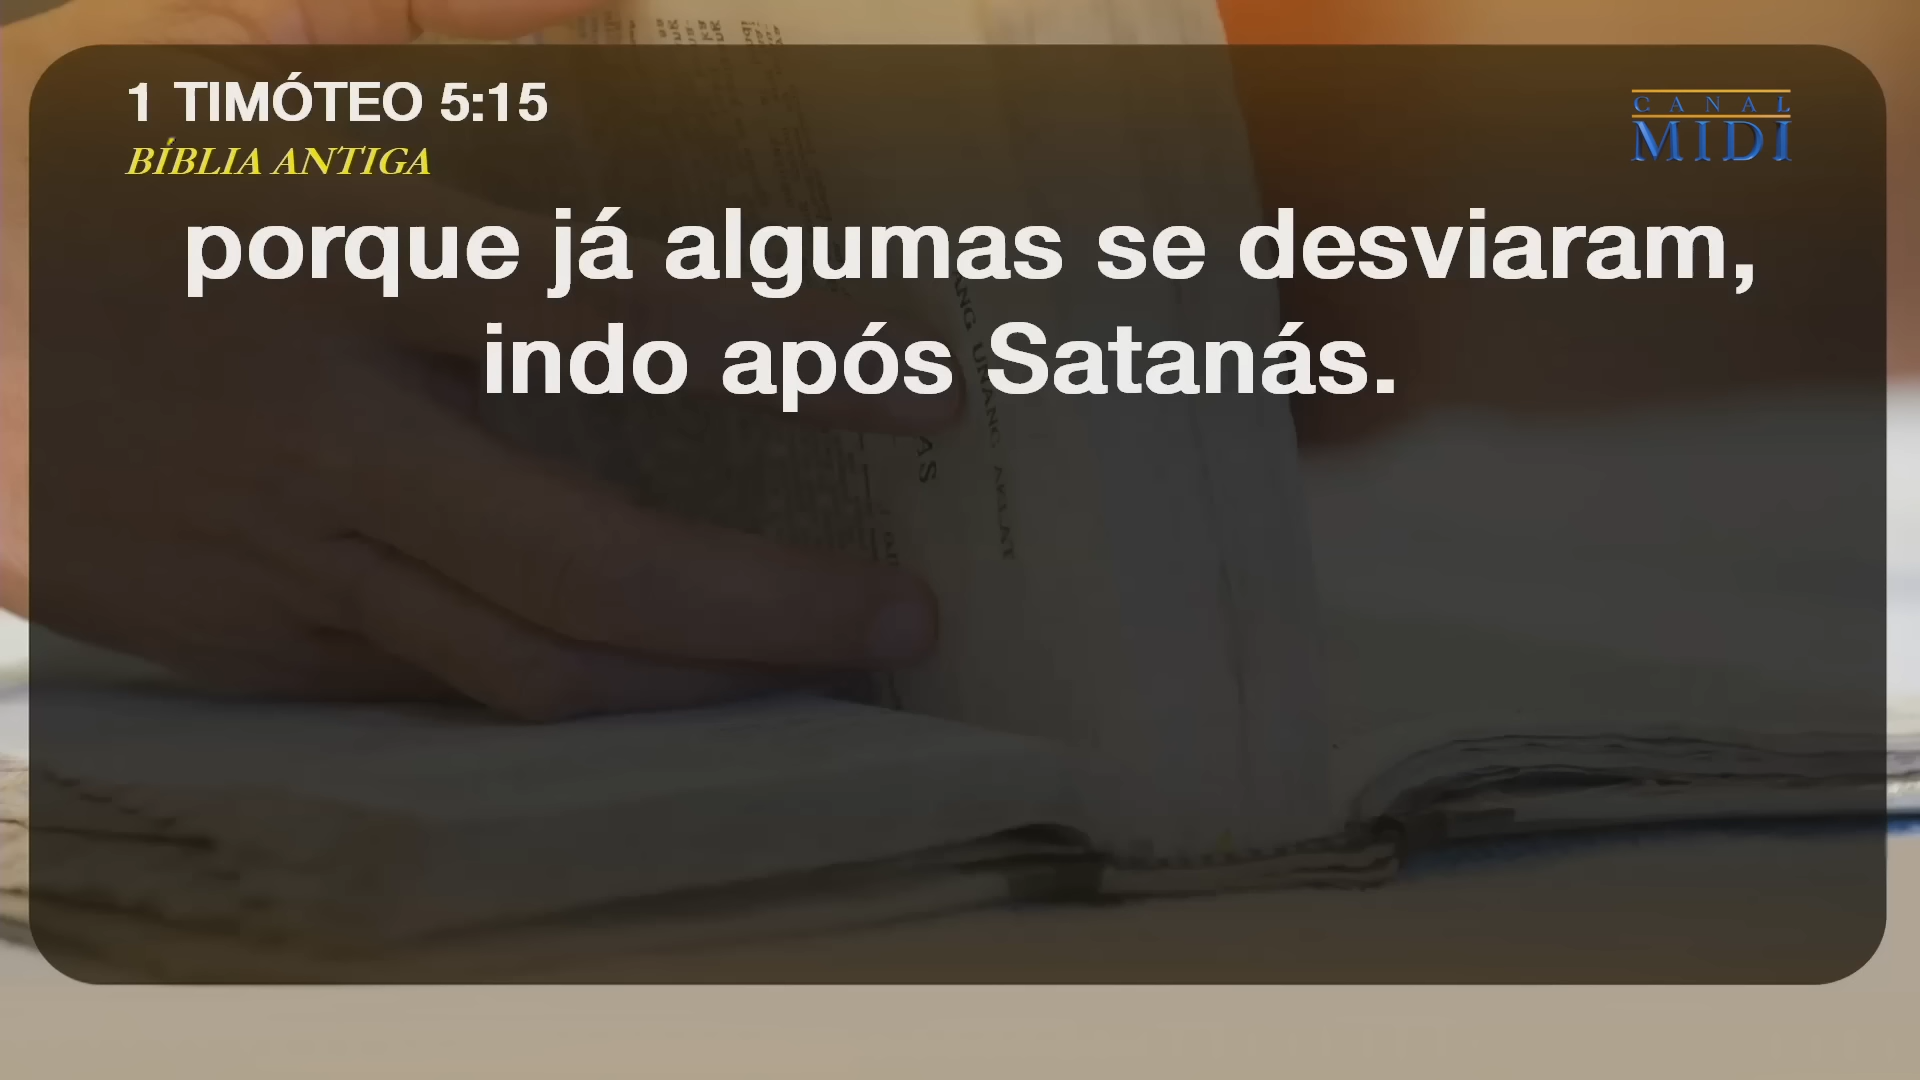 1 TIMÓTEO 5:15
BÍBLIA ANTIGA
CANAL
MIDI
porque já algumas se desviaram,
indo após Satanás.